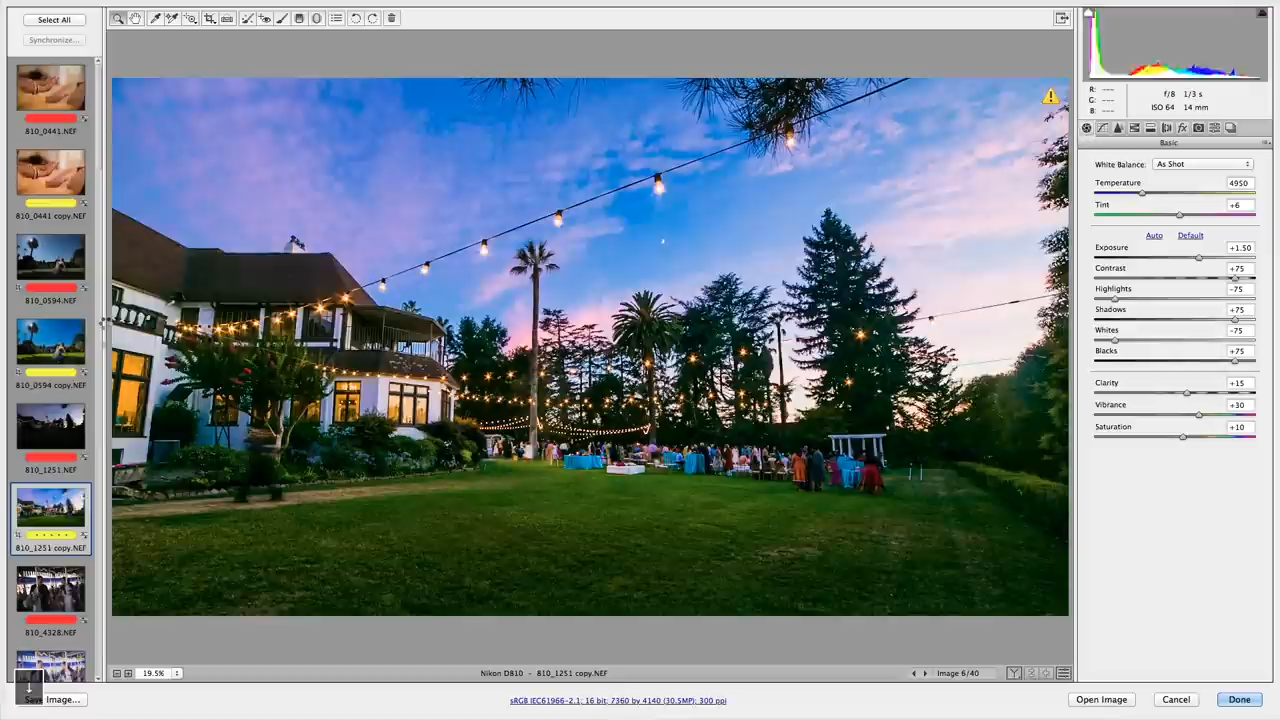 Select All
Synchronize...
810_0441.NEF
810_0441 copy.NEF
810_0594.NEF
810_0594 copy.NEF
810_1251.NEF
810_1251 copy.NEF
810_4328.NEF
Save Image...
19.5%
Nikon D810 - 810_1251 copy.NEF
Image 6/40
sRGB IEC61966-2.1; 16 bit; 7360 by 4140 (30.5MP); 300 ppi
R: ---
G: ---
B: ---
f/8 1/3 s
ISO 64 14 mm
fx
Basic
White Balance: As Shot
Temperature 4950
Tint +6
Auto Default
Exposure +1.50
Contrast +75
Highlights -75
Shadows +75
Whites -75
Blacks +75
Clarity +15
Vibrance +30
Saturation +10
Open Image
Cancel
Done